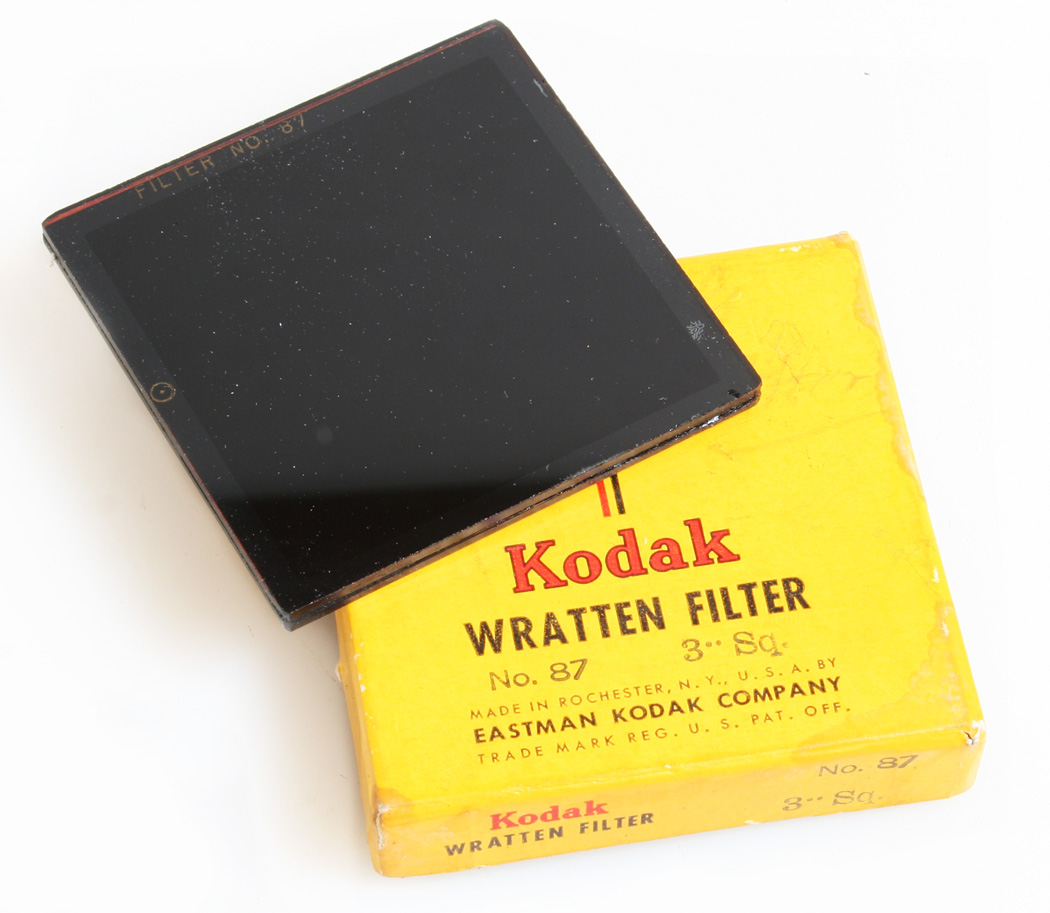 FILTER NO. 87
Kodak
WRATTEN FILTER
No. 87 3" Sq.
MADE IN ROCHESTER, N.Y., U.S.A. BY
EASTMAN KODAK COMPANY
TRADE MARK REG. U.S. PAT. OFF.
Kodak
WRATTEN FILTER
No. 87
3" Sq.